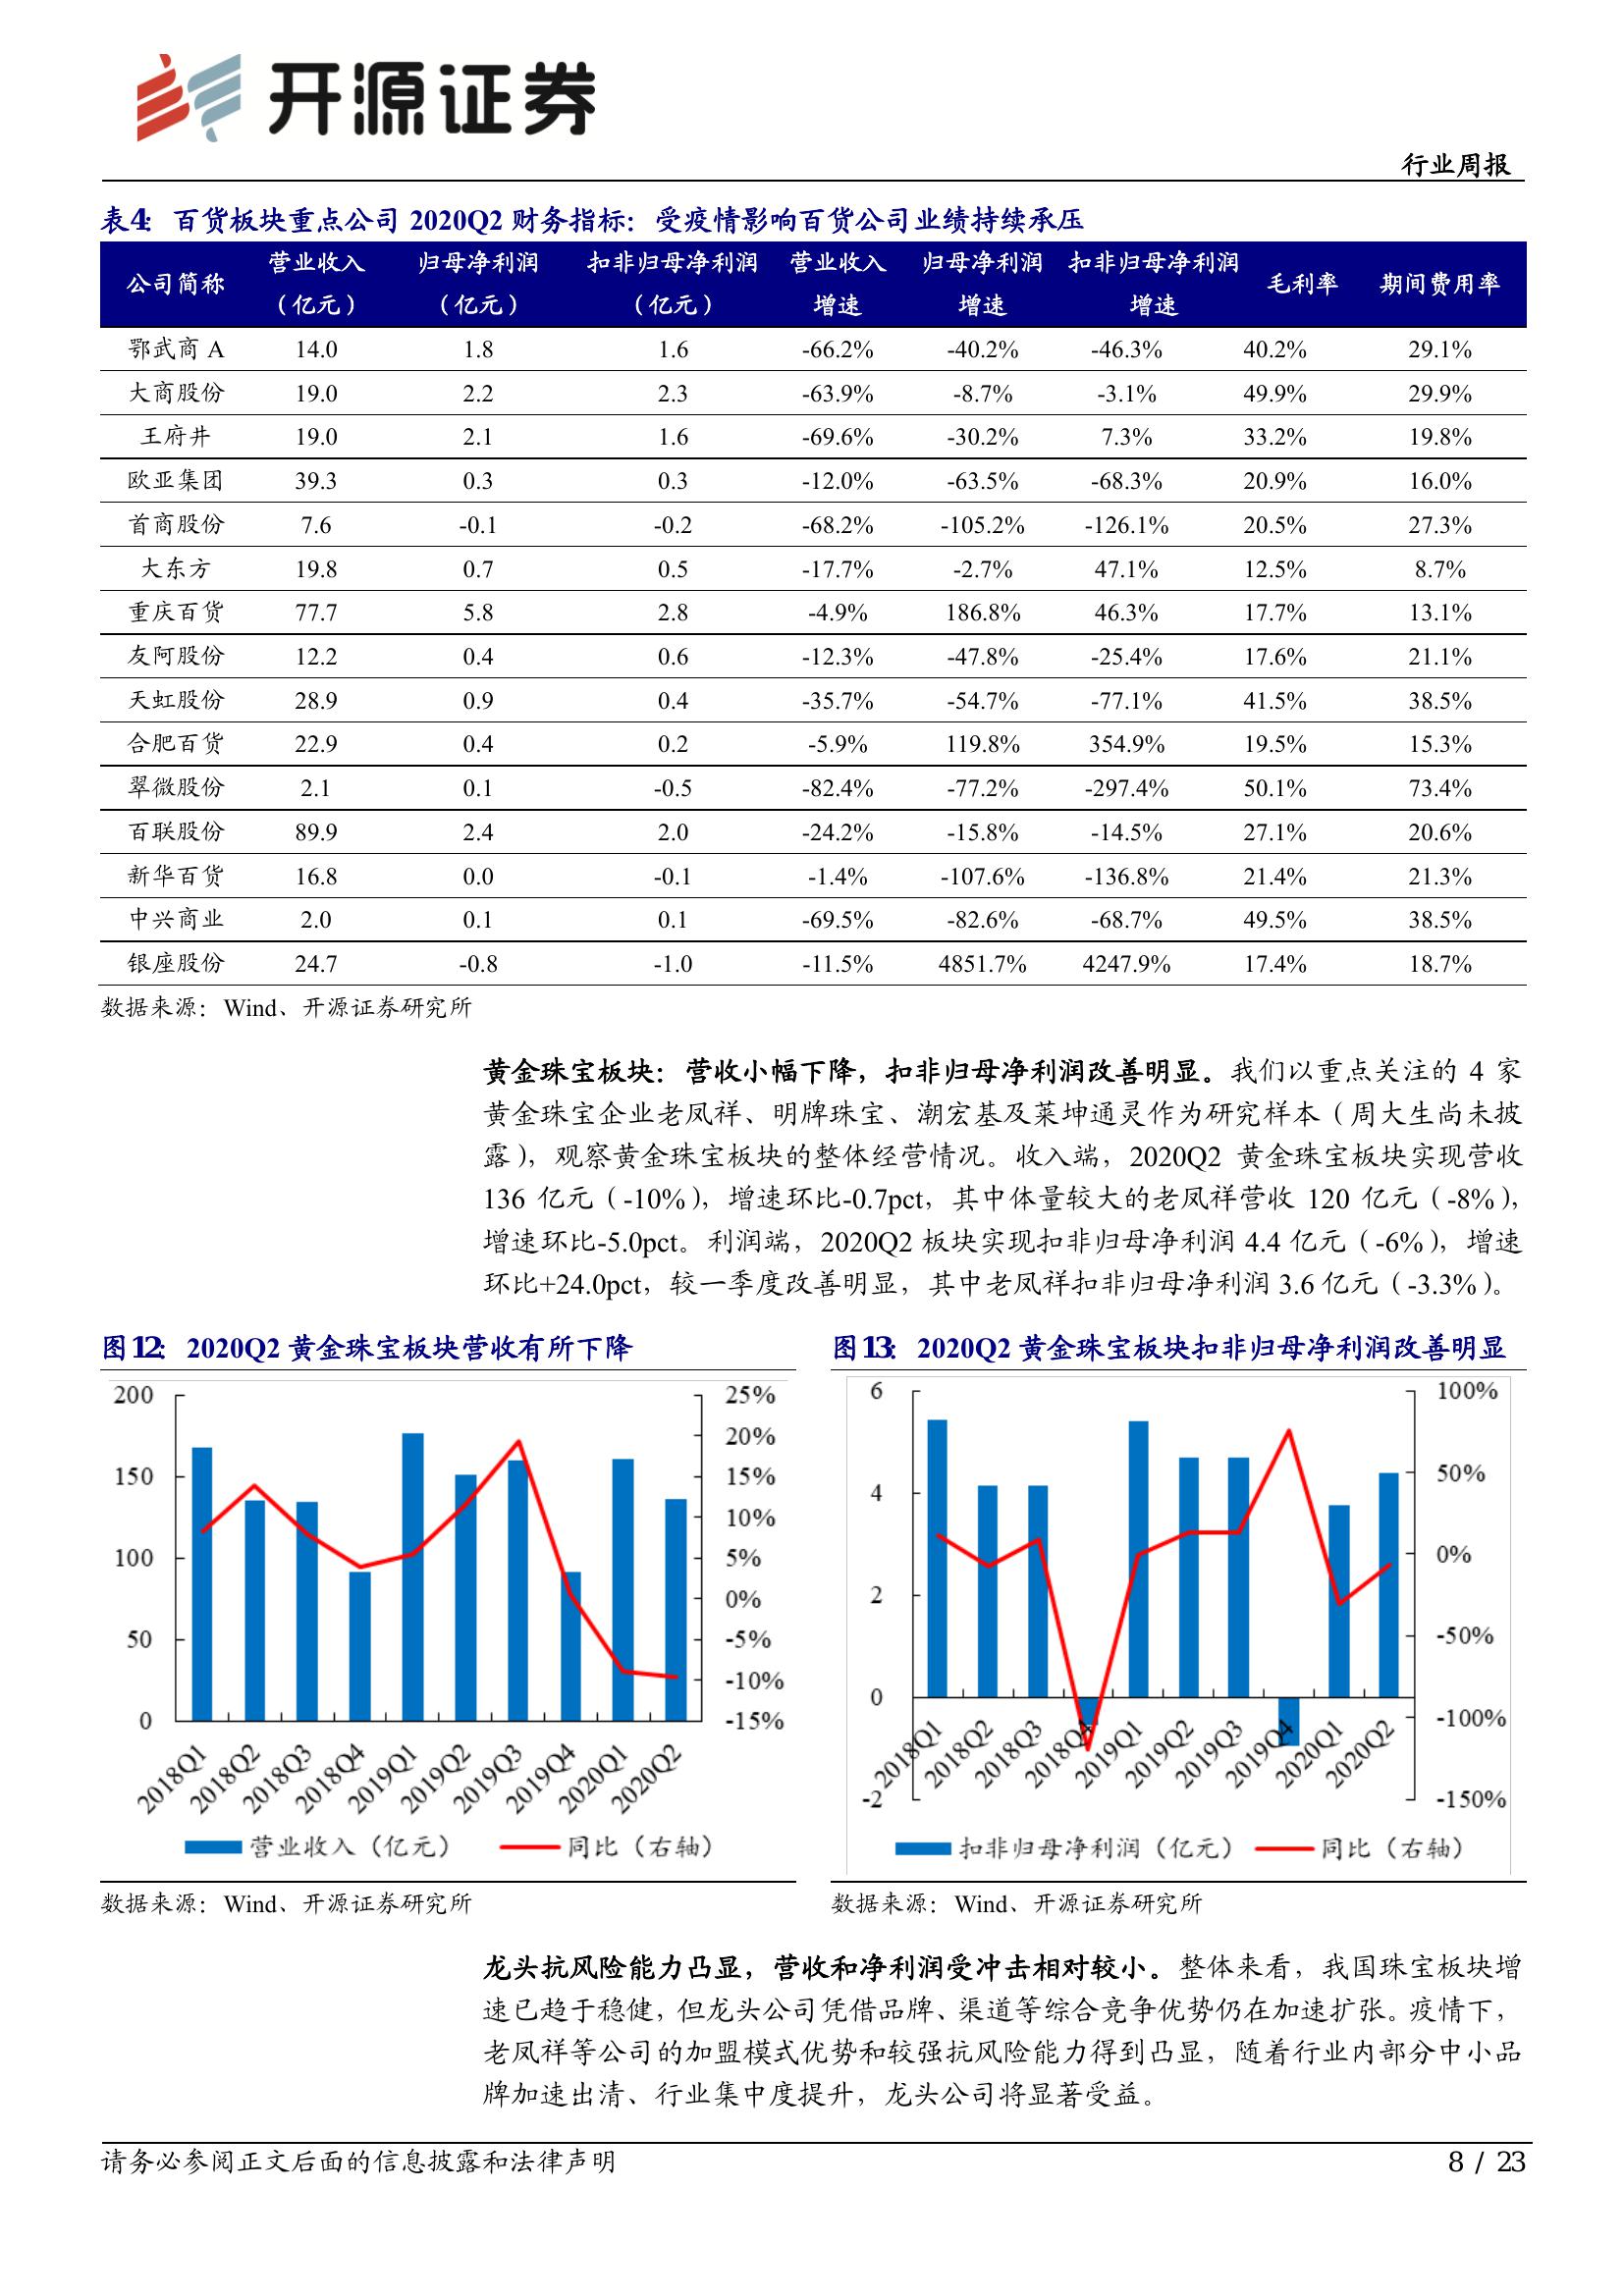 开源证券
行业周报
表4: 百货板块重点公司 2020Q2 财务指标：受疫情影响百货公司业绩持续承压
公司简称 营业收入（亿元） 归母净利润（亿元） 扣非归母净利润（亿元） 营业收入增速 归母净利润增速 扣非归母净利润增速 毛利率 期间费用率
鄂武商 A 14.0 1.8 1.6 -66.2% -40.2% -46.3% 40.2% 29.1%
大商股份 19.0 2.2 2.3 -63.9% -8.7% -3.1% 49.9% 29.9%
王府井 19.0 2.1 1.6 -69.6% -30.2% 7.3% 33.2% 19.8%
欧亚集团 39.3 0.3 0.3 -12.0% -63.5% -68.3% 20.9% 16.0%
首商股份 7.6 -0.1 -0.2 -68.2% -105.2% -126.1% 20.5% 27.3%
大东方 19.8 0.7 0.5 -17.7% -2.7% 47.1% 12.5% 8.7%
重庆百货 77.7 5.8 2.8 -4.9% 186.8% 46.3% 17.7% 13.1%
友阿股份 12.2 0.4 0.6 -12.3% -47.8% -25.4% 17.6% 21.1%
天虹股份 28.9 0.9 0.4 -35.7% -54.7% -77.1% 41.5% 38.5%
合肥百货 22.9 0.4 0.2 -5.9% 119.8% 354.9% 19.5% 15.3%
翠微股份 2.1 0.1 -0.5 -82.4% -77.2% -297.4% 50.1% 73.4%
百联股份 89.9 2.4 2.0 -24.2% -15.8% -14.5% 27.1% 20.6%
新华百货 16.8 0.0 -0.1 -1.4% -107.6% -136.8% 21.4% 21.3%
中兴商业 2.0 0.1 0.1 -69.5% -82.6% -68.7% 49.5% 38.5%
银座股份 24.7 -0.8 -1.0 -11.5% 4851.7% 4247.9% 17.4% 18.7%
数据来源：Wind、开源证券研究所
黄金珠宝板块：营收小幅下降，扣非归母净利润改善明显。我们以重点关注的 4 家
黄金珠宝企业老凤祥、明牌珠宝、潮宏基及莱坤通灵作为研究样本（周大生尚未披
露），观察黄金珠宝板块的整体经营情况。收入端，2020Q2 黄金珠宝板块实现营收
136 亿元（-10%），增速环比-0.7pct，其中体量较大的老凤祥营收 120 亿元（-8%），
增速环比-5.0pct。利润端，2020Q2 板块实现扣非归母净利润 4.4 亿元（-6%），增速
环比+24.0pct，较一季度改善明显，其中老凤祥扣非归母净利润 3.6 亿元（-3.3%）。
图12: 2020Q2 黄金珠宝板块营收有所下降
200 150 100 50 0
25% 20% 15% 10% 5% 0% -5% -10% -15%
2018Q1 2018Q2 2018Q3 2018Q4 2019Q1 2019Q2 2019Q3 2019Q4 2020Q1 2020Q2
营业收入（亿元） 同比（右轴）
数据来源：Wind、开源证券研究所
图13: 2020Q2 黄金珠宝板块扣非归母净利润改善明显
6 4 2 0 -2
100% 50% 0% -50% -100% -150%
2018Q1 2018Q2 2018Q3 2018Q4 2019Q1 2019Q2 2019Q3 2019Q4 2020Q1 2020Q2
扣非归母净利润（亿元） 同比（右轴）
数据来源：Wind、开源证券研究所
龙头抗风险能力凸显，营收和净利润受冲击相对较小。整体来看，我国珠宝板块增
速已趋于稳健，但龙头公司凭借品牌、渠道等综合竞争优势仍在加速扩张。疫情下，
老凤祥等公司的加盟模式优势和较强抗风险能力得到凸显，随着行业内部分中小品
牌加速出清、行业集中度提升，龙头公司将显著受益。
请务必参阅正文后面的信息披露和法律声明
8 / 23